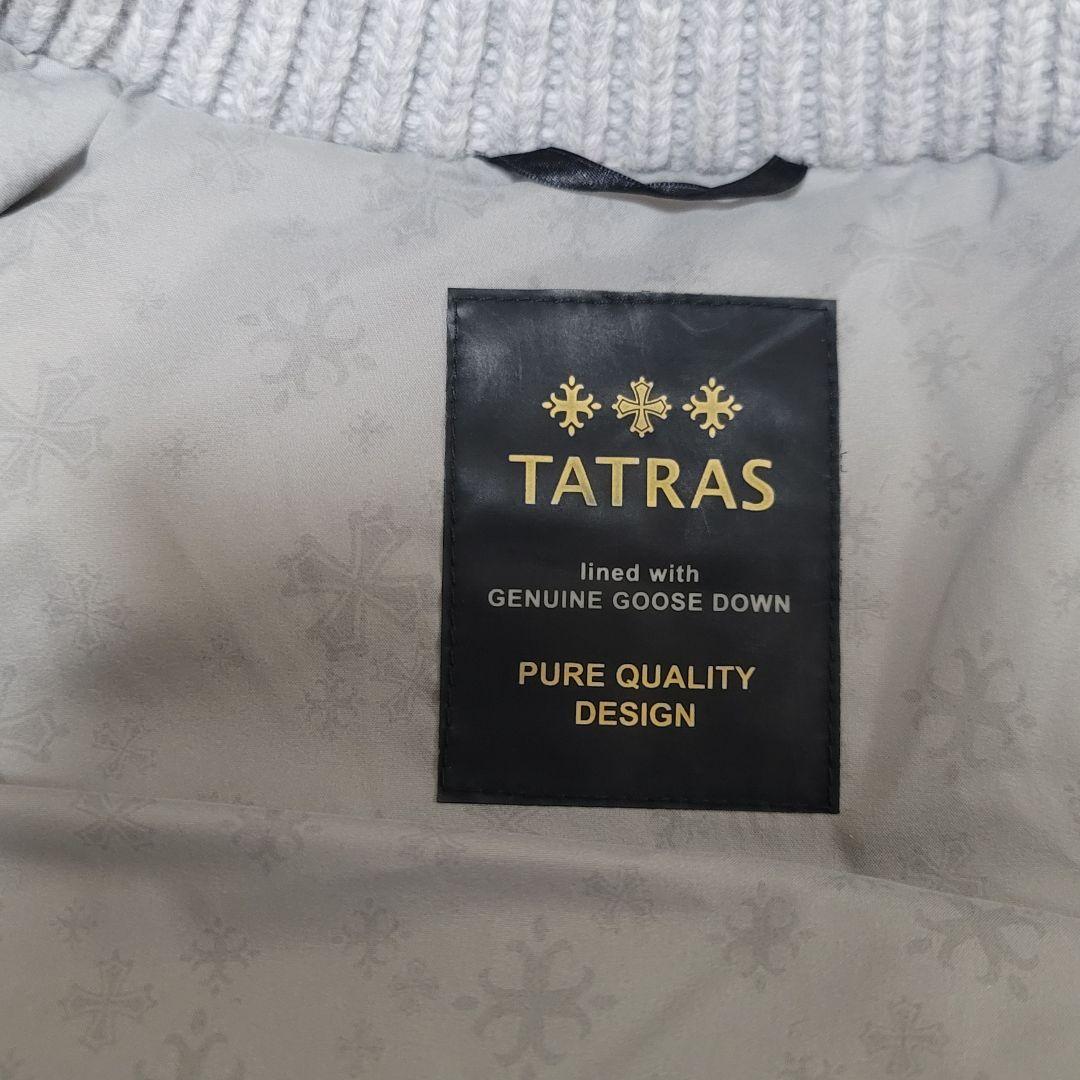 TATRAS
lined with
GENUINE GOOSE DOWN
PURE QUALITY
DESIGN